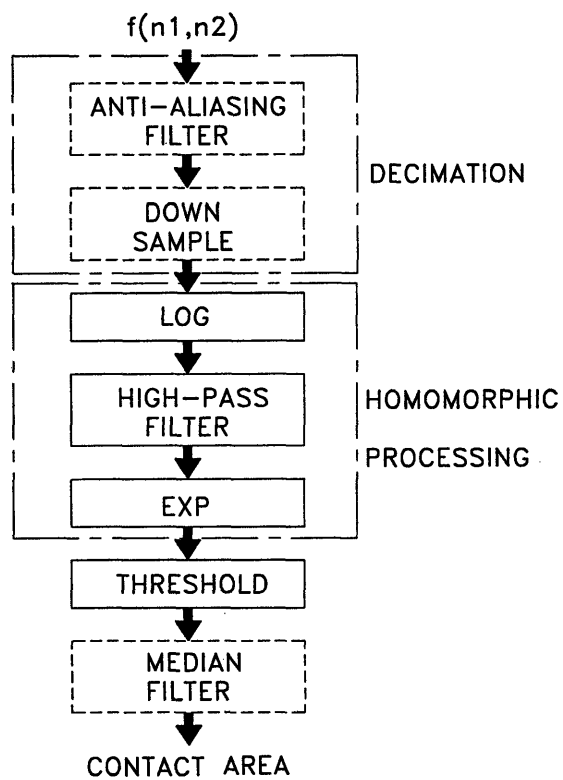 f(n1,n2)
ANTI-ALIASING
FILTER
DECIMATION
DOWN
SAMPLE
LOG
HIGH-PASS
FILTER
HOMOMORPHIC
PROCESSING
EXP
THRESHOLD
MEDIAN
FILTER
CONTACT AREA